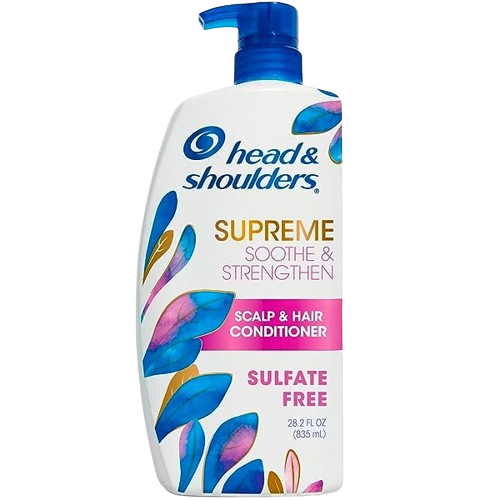 head &
shoulders®
SUPREME
SOOTHE &
STRENGTHEN
SCALP & HAIR
CONDITIONER
SULFATE
FREE
28.2 FL OZ
(835 mL)